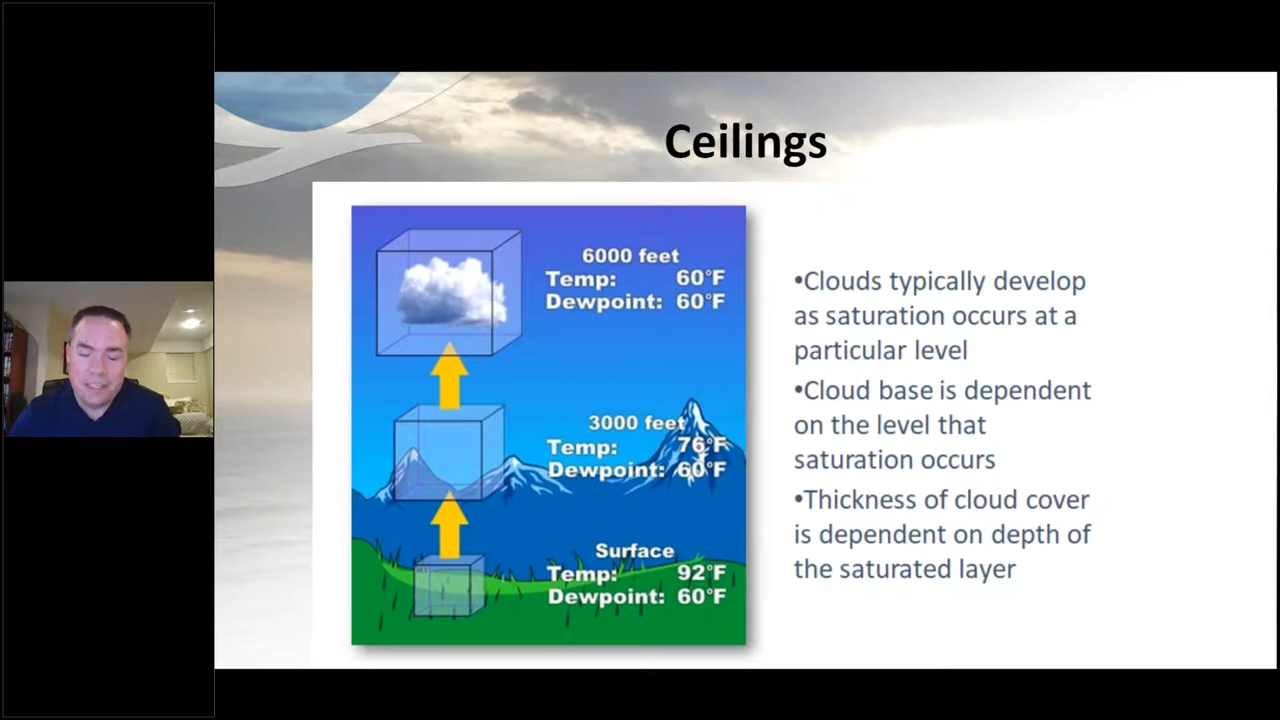 Ceilings
6000 feet
Temp: 60°F
Dewpoint: 60°F
3000 feet
Temp: 76°F
Dewpoint: 60°F
Surface
Temp: 92°F
Dewpoint: 60°F
•Clouds typically develop
as saturation occurs at a
particular level
•Cloud base is dependent
on the level that
saturation occurs
•Thickness of cloud cover
is dependent on depth of
the saturated layer